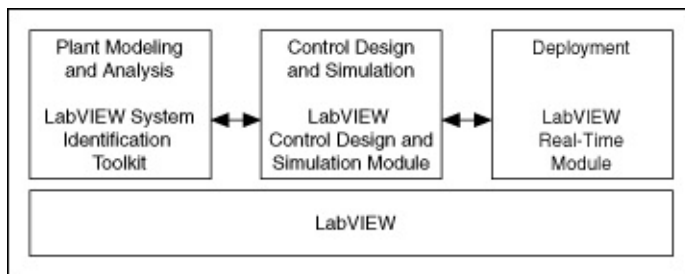 Plant Modeling
and Analysis
LabVIEW System
Identification
Toolkit
Control Design
and Simulation
LabVIEW
Control Design and
Simulation Module
Deployment
LabVIEW
Real-Time
Module
LabVIEW